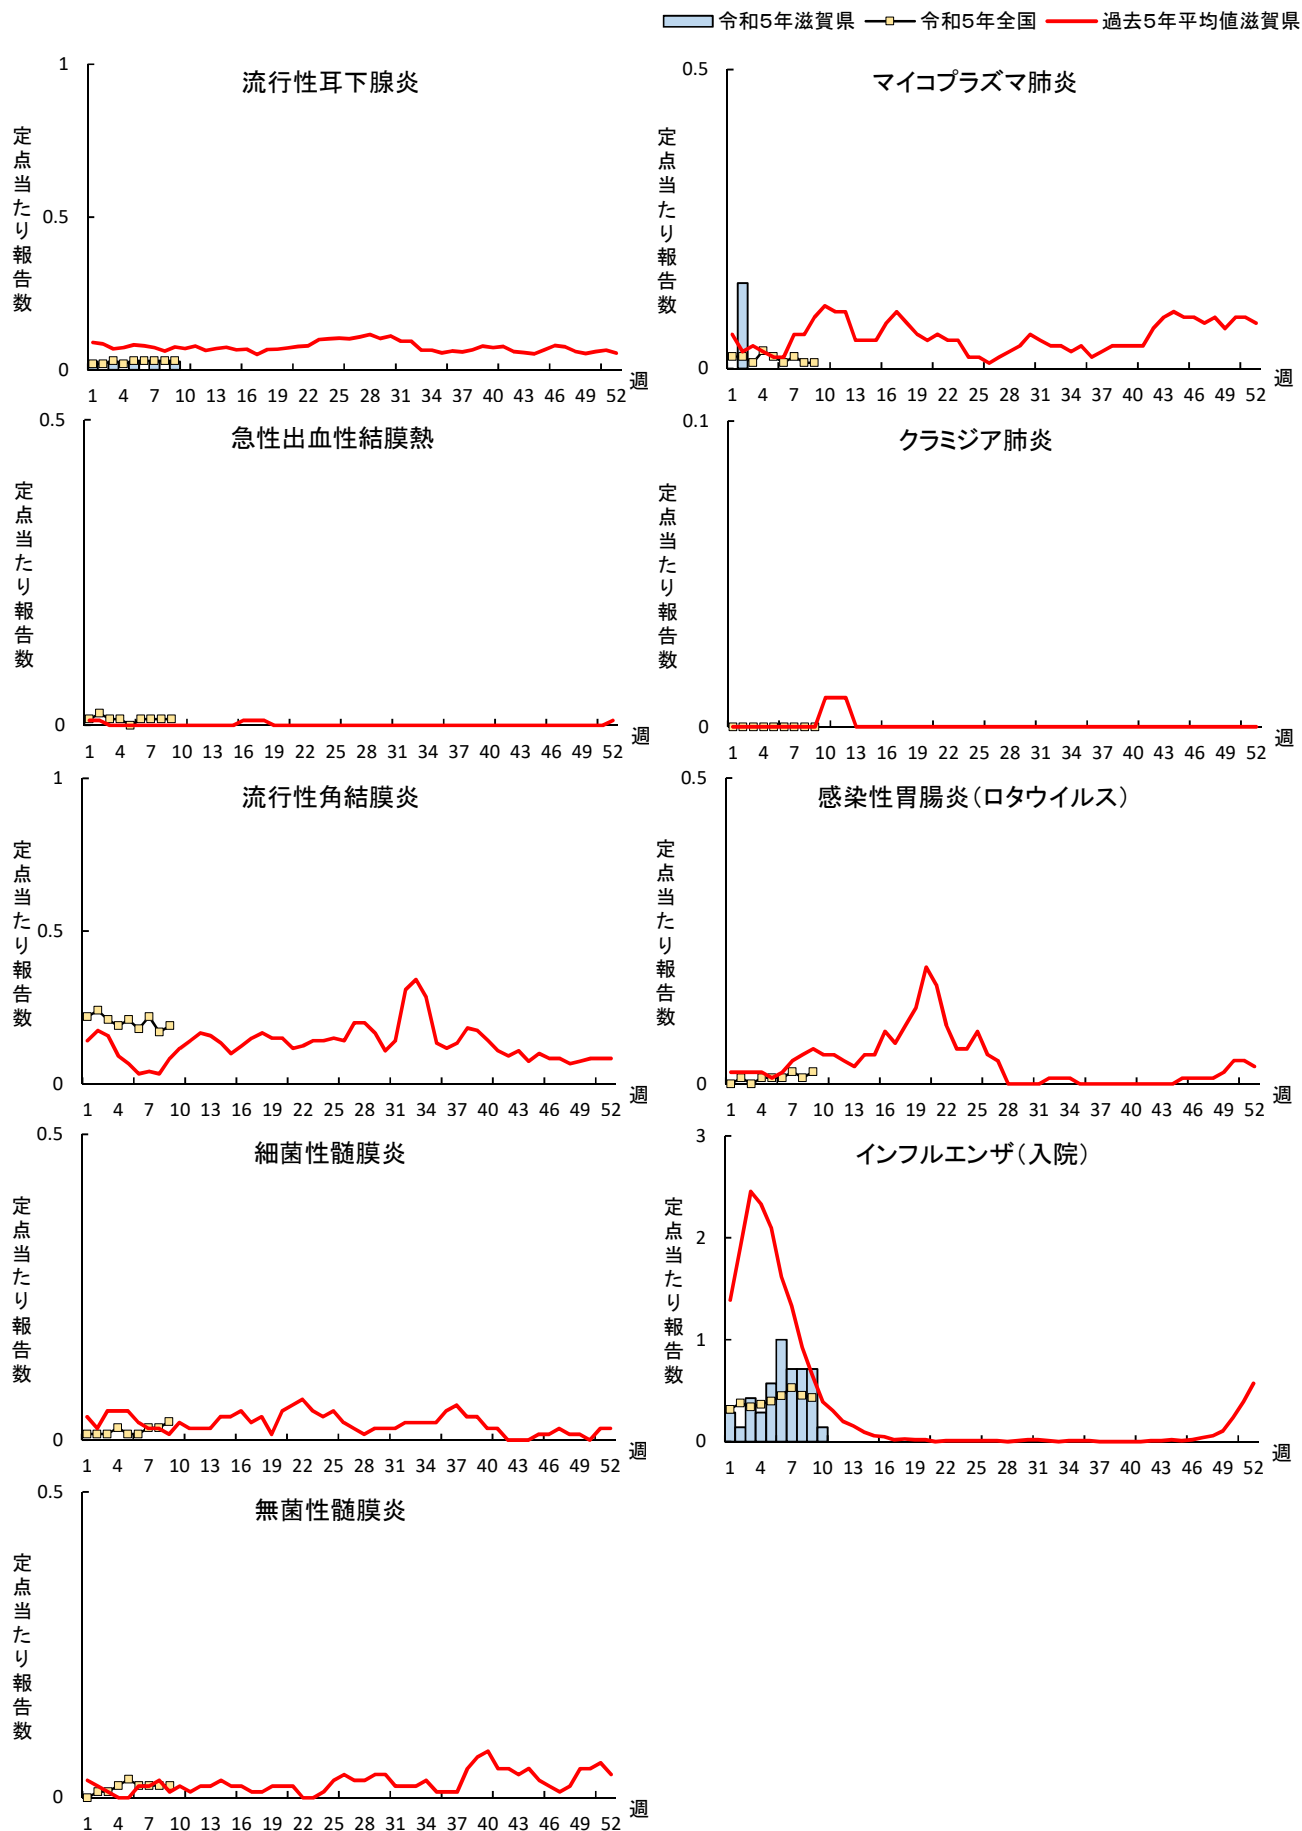 令和5年滋賀県 令和5年全国 過去5年平均値滋賀県
流行性耳下腺炎
定点当たり報告数
1
0.5
0
1 4 7 10 13 16 19 22 25 28 31 34 37 40 43 46 49 52 週
マイコプラズマ肺炎
定点当たり報告数
0.5
0
1 4 7 10 13 16 19 22 25 28 31 34 37 40 43 46 49 52 週
急性出血性結膜熱
定点当たり報告数
0.5
0
1 4 7 10 13 16 19 22 25 28 31 34 37 40 43 46 49 52 週
クラミジア肺炎
定点当たり報告数
0.1
0
1 4 7 10 13 16 19 22 25 28 31 34 37 40 43 46 49 52 週
流行性角結膜炎
定点当たり報告数
1
0.5
0
1 4 7 10 13 16 19 22 25 28 31 34 37 40 43 46 49 52 週
感染性胃腸炎(ロタウイルス)
定点当たり報告数
0.5
0
1 4 7 10 13 16 19 22 25 28 31 34 37 40 43 46 49 52 週
細菌性髄膜炎
定点当たり報告数
0.5
0
1 4 7 10 13 16 19 22 25 28 31 34 37 40 43 46 49 52 週
インフルエンザ(入院)
定点当たり報告数
3
2
1
0
1 4 7 10 13 16 19 22 25 28 31 34 37 40 43 46 49 52 週
無菌性髄膜炎
定点当たり報告数
0.5
0
1 4 7 10 13 16 19 22 25 28 31 34 37 40 43 46 49 52 週